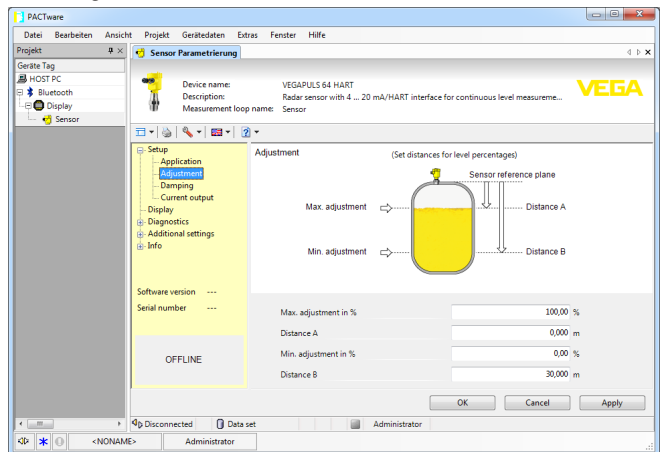 PACTware
Datei Bearbeiten Ansicht Projekt Gerätedaten Extras Fenster Hilfe
Projekt
Sensor Parametrierung
Geräte Tag
HOST PC
Bluetooth
Display
Sensor
Device name: VEGAPULS 64 HART
Description: Radar sensor with 4 ... 20 mA/HART interface for continuous level measureme...
Measurement loop name: Sensor
VEGA
Setup
Application
Adjustment
Damping
Current output
Display
Diagnostics
Additional settings
Info
Software version ---
Serial number ---
OFFLINE
Adjustment (Set distances for level percentages)
Sensor reference plane
Max. adjustment Distance A
Min. adjustment Distance B
Max. adjustment in % 100,00 %
Distance A 0,000 m
Min. adjustment in % 0,00 %
Distance B 30,000 m
OK Cancel Apply
Disconnected Data set Administrator
<NONAME> Administrator